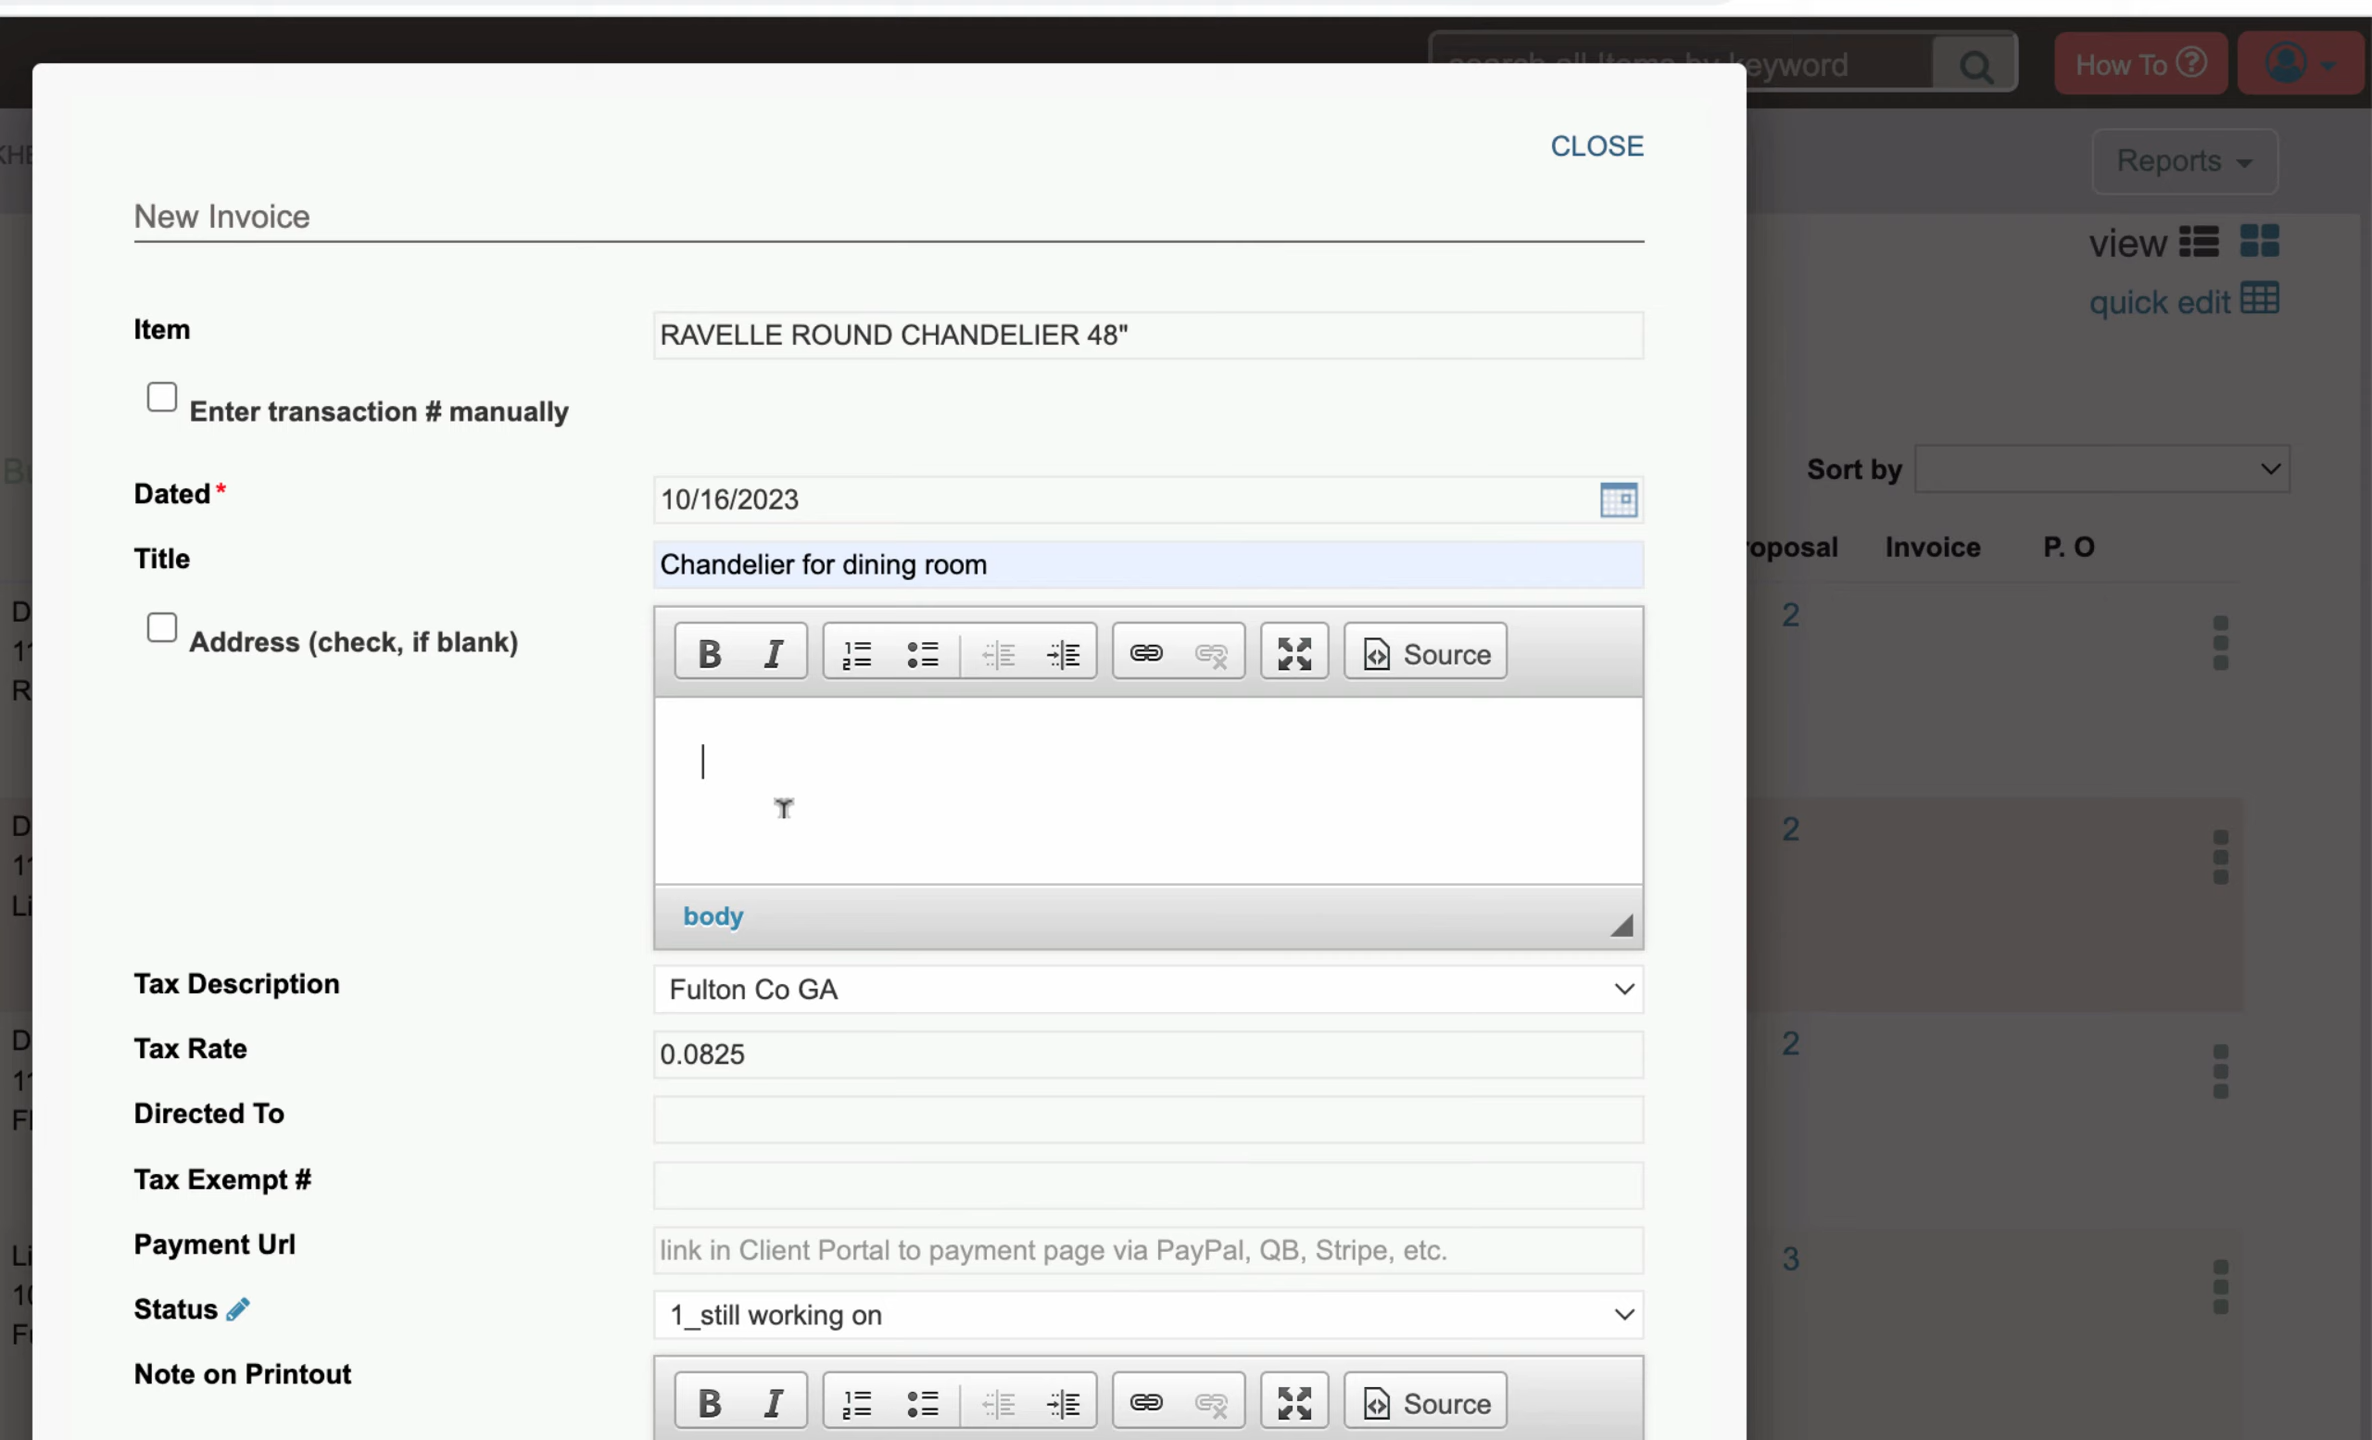 How To
CLOSE
Reports
New Invoice
view
quick edit
Item
RAVELLE ROUND CHANDELIER 48"
Enter transaction # manually
Sort by
Dated*
10/16/2023
Invoice
P. O
Title
Chandelier for dining room
2
Address (check, if blank)
Source
2
body
Tax Description
Fulton Co GA
2
Tax Rate
0.0825
Directed To
Tax Exempt #
Payment Url
link in Client Portal to payment page via PayPal, QB, Stripe, etc.
3
Status
1_still working on
Note on Printout
Source